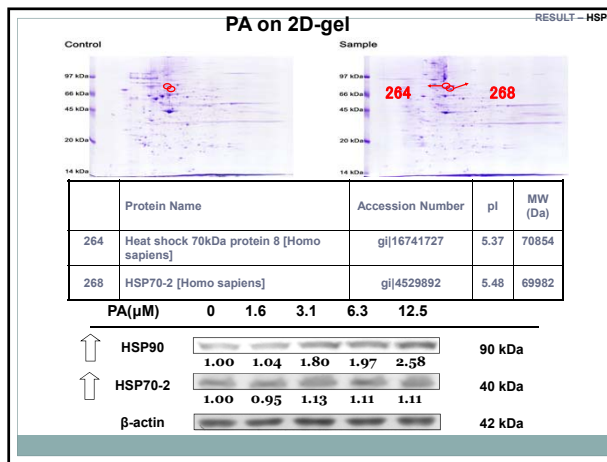 RESULT – HSP
PA on 2D-gel
Control
Sample
97 kDa
66 kDa
45 kDa
20 kDa
14 kDa
97 kDa
66 kDa
45 kDa
20 kDa
14 kDa
264
268
Protein Name Accession Number pI MW (Da)
264 Heat shock 70kDa protein 8 [Homo sapiens] gi|16741727 5.37 70854
268 HSP70-2 [Homo sapiens] gi|4529892 5.48 69982
PA(µM) 0 1.6 3.1 6.3 12.5
HSP90 90 kDa
1.00 1.04 1.80 1.97 2.58
HSP70-2 40 kDa
1.00 0.95 1.13 1.11 1.11
β-actin 42 kDa